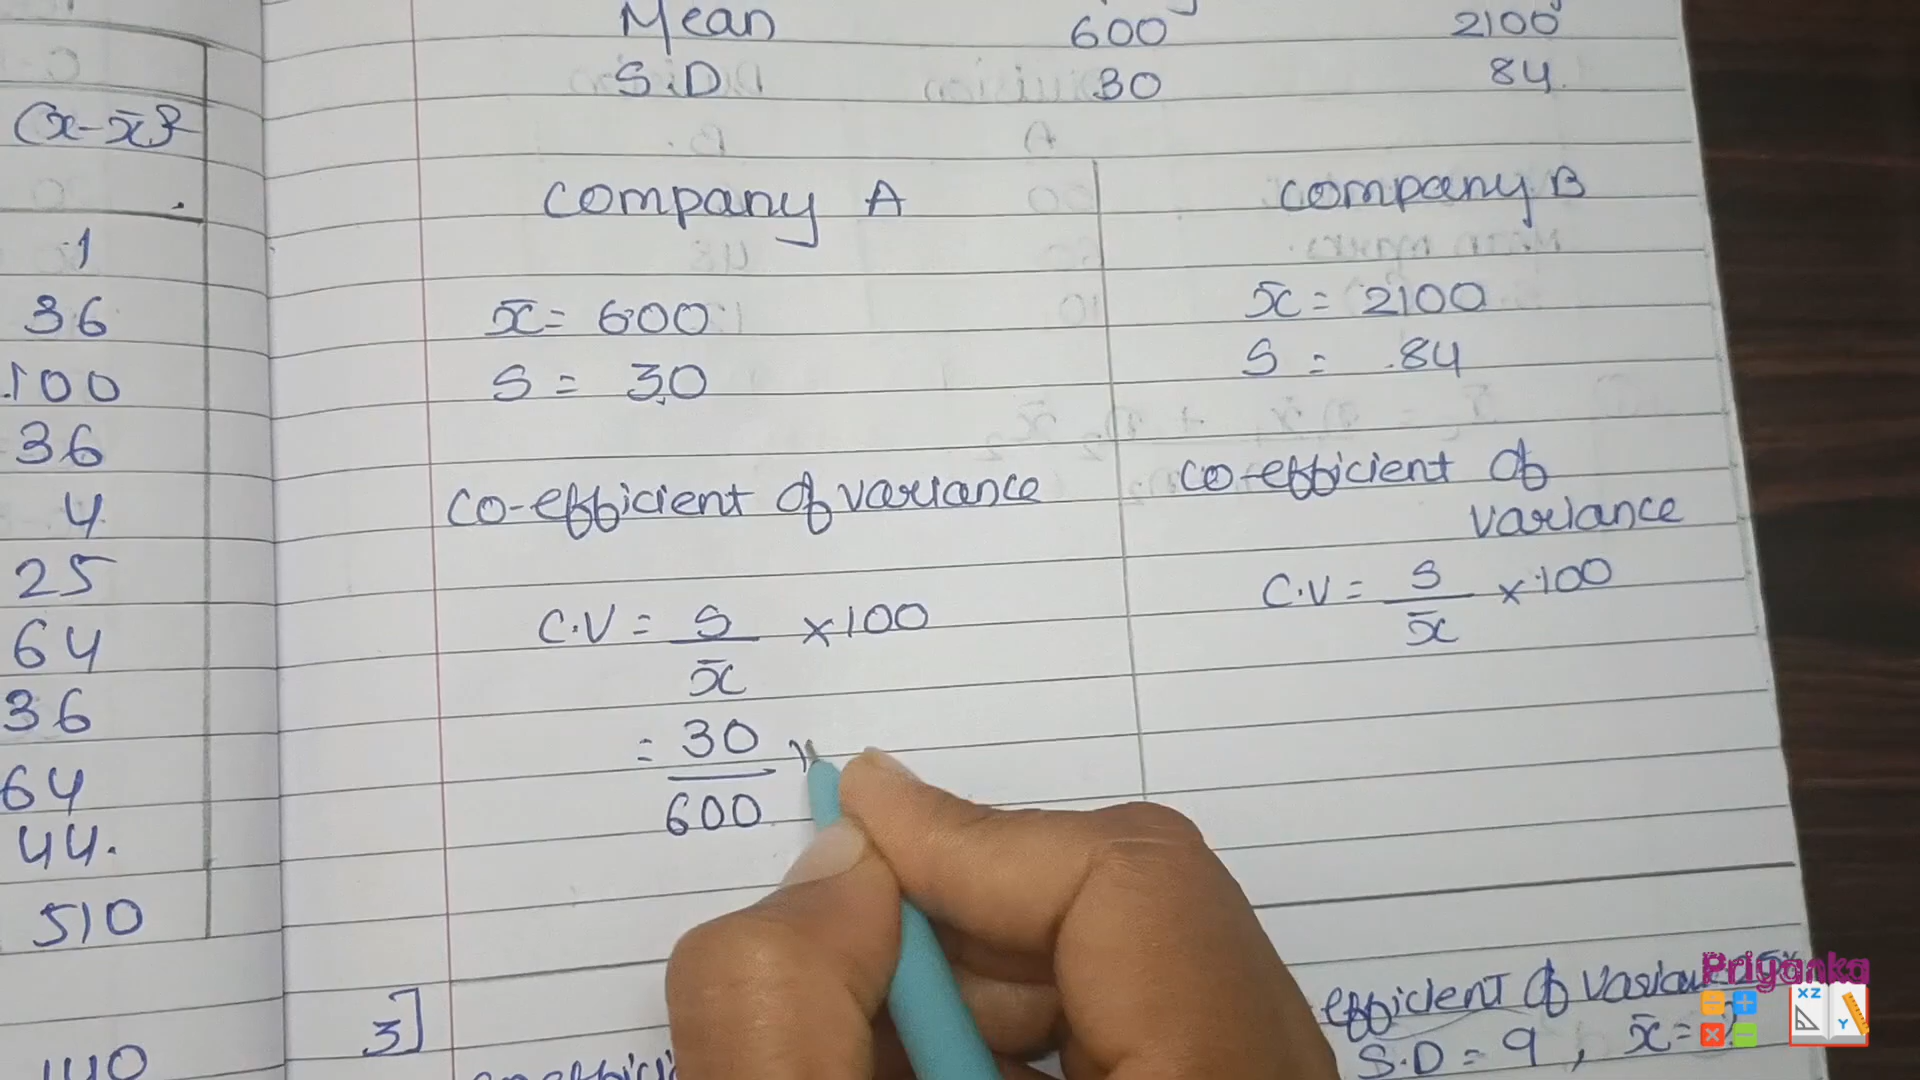 Mean 600 2100
S.D 30 84
(x-x̄)²
Company A Company B
1
36
100
36
4
25
64
36
64
44.
510
x̄ = 600
S = 30
x̄ = 2100
S = 84
CO-efficient Of variance
C.V = S/x̄ ×100
= 30/600
CO-efficient Of
variance
C.V = S/x̄ ×100
3]
efficient Of
S.D = 9, x̄ = ?
Priyanka
XZ
Y